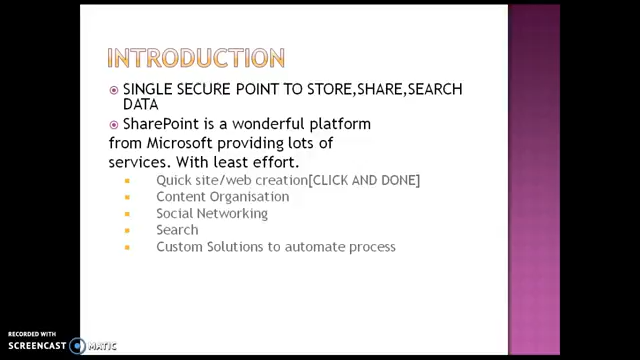 INTRODUCTION
SINGLE SECURE POINT TO STORE,SHARE,SEARCH
DATA
SharePoint is a wonderful platform
from Microsoft providing lots of
services. With least effort.
Quick site/web creation[CLICK AND DONE]
Content Organisation
Social Networking
Search
Custom Solutions to automate process
RECORDED WITH
SCREENCAST MATIC